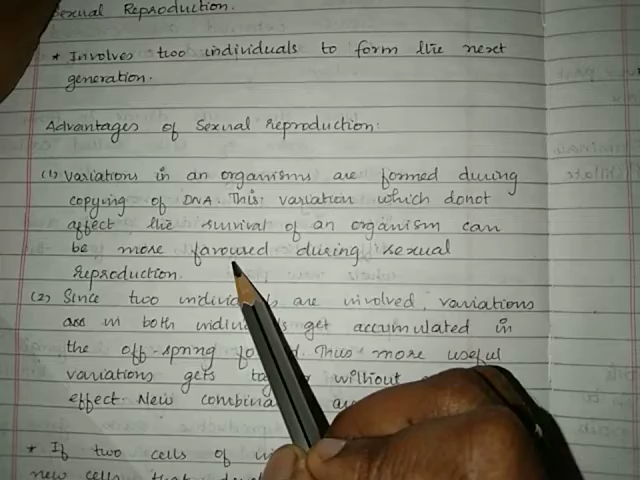 Sexual Reproduction.
* Involves two individuals to form the next
generation.
Advantages of Sexual Reproduction:
(1) Variations in an organisms are formed during
copying of DNA. This variation which donot
affect the survival of an organism can
be more favoured during sexual
reproduction.
(2) Since two individuals are involved, variations
in both individuals get accumulated in
the off-spring. Thus more useful
variations gets without
effect. New
* If two cells of
new cells that